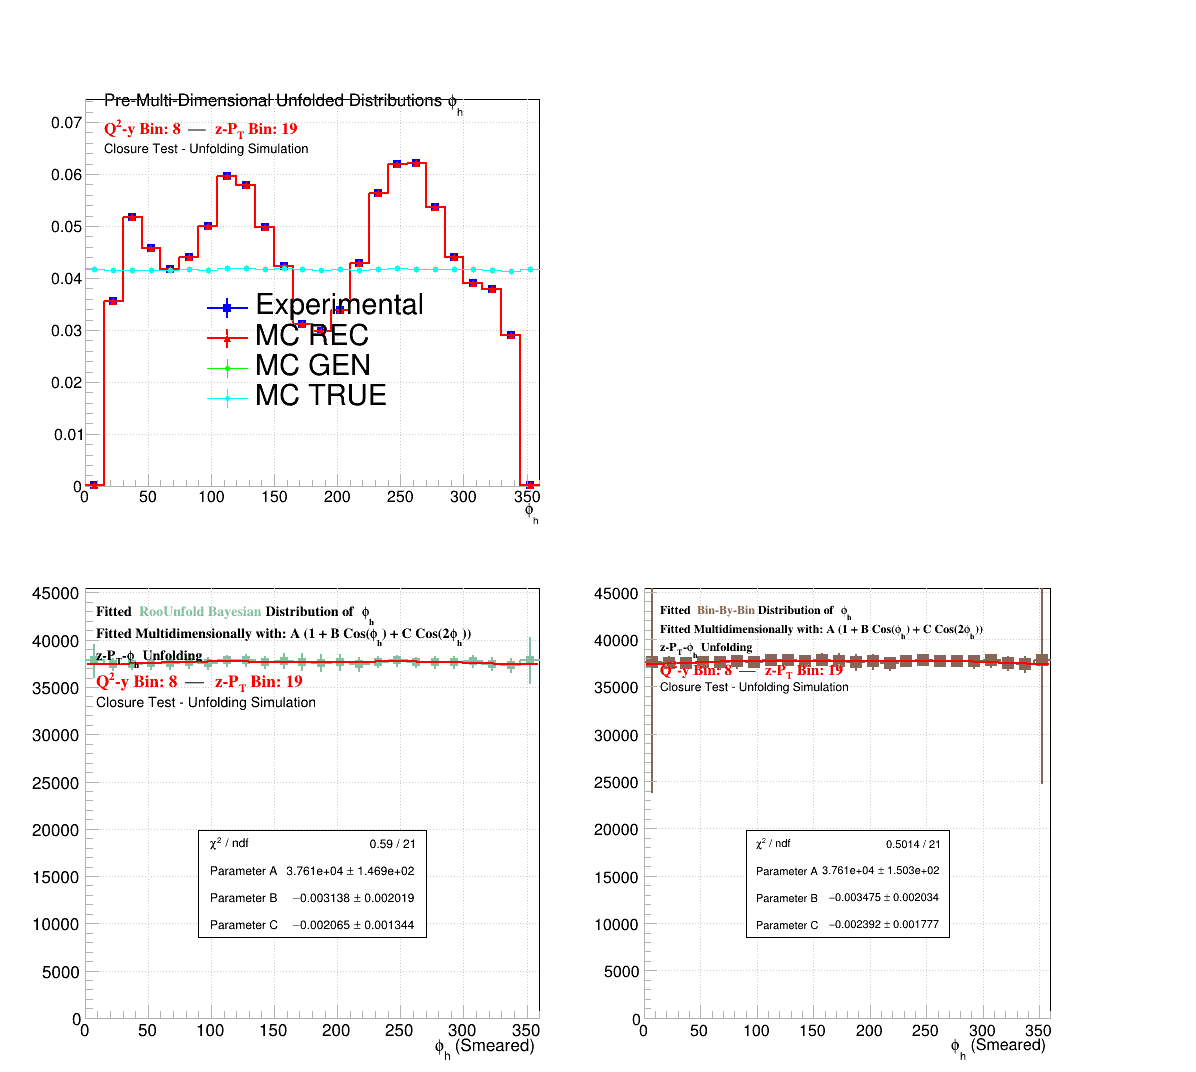 Pre-Multi-Dimensional Unfolded Distributions ϕh
Q²-y Bin: 8 — z-PT Bin: 19
Closure Test - Unfolding Simulation
0.07
0.06
0.05
0.04
0.03
0.02
0.01
0
Experimental
MC REC
MC GEN
MC TRUE
0 50 100 150 200 250 300 350
ϕh
45000
40000
35000
30000
25000
20000
15000
10000
5000
0
Fitted RooUnfold Bayesian Distribution of ϕh
Fitted Multidimensionally with: A (1 + B Cos(ϕh) + C Cos(2ϕh))
z-PT-ϕh Unfolding
Q²-y Bin: 8 — z-PT Bin: 19
Closure Test - Unfolding Simulation
χ² / ndf 0.59 / 21
Parameter A 3.761e+04 ± 1.469e+02
Parameter B −0.003138 ± 0.002019
Parameter C −0.002065 ± 0.001344
0 50 100 150 200 250 300 350
ϕh (Smeared)
45000
40000
35000
30000
25000
20000
15000
10000
5000
0
Fitted Bin-By-Bin Distribution of ϕh
Fitted Multidimensionally with: A (1 + B Cos(ϕh) + C Cos(2ϕh))
z-PT-ϕh Unfolding
Q²-y Bin: 8 — z-PT Bin: 19
Closure Test - Unfolding Simulation
χ² / ndf 0.5014 / 21
Parameter A 3.761e+04 ± 1.503e+02
Parameter B −0.003475 ± 0.002034
Parameter C −0.002392 ± 0.001777
0 50 100 150 200 250 300 350
ϕh (Smeared)